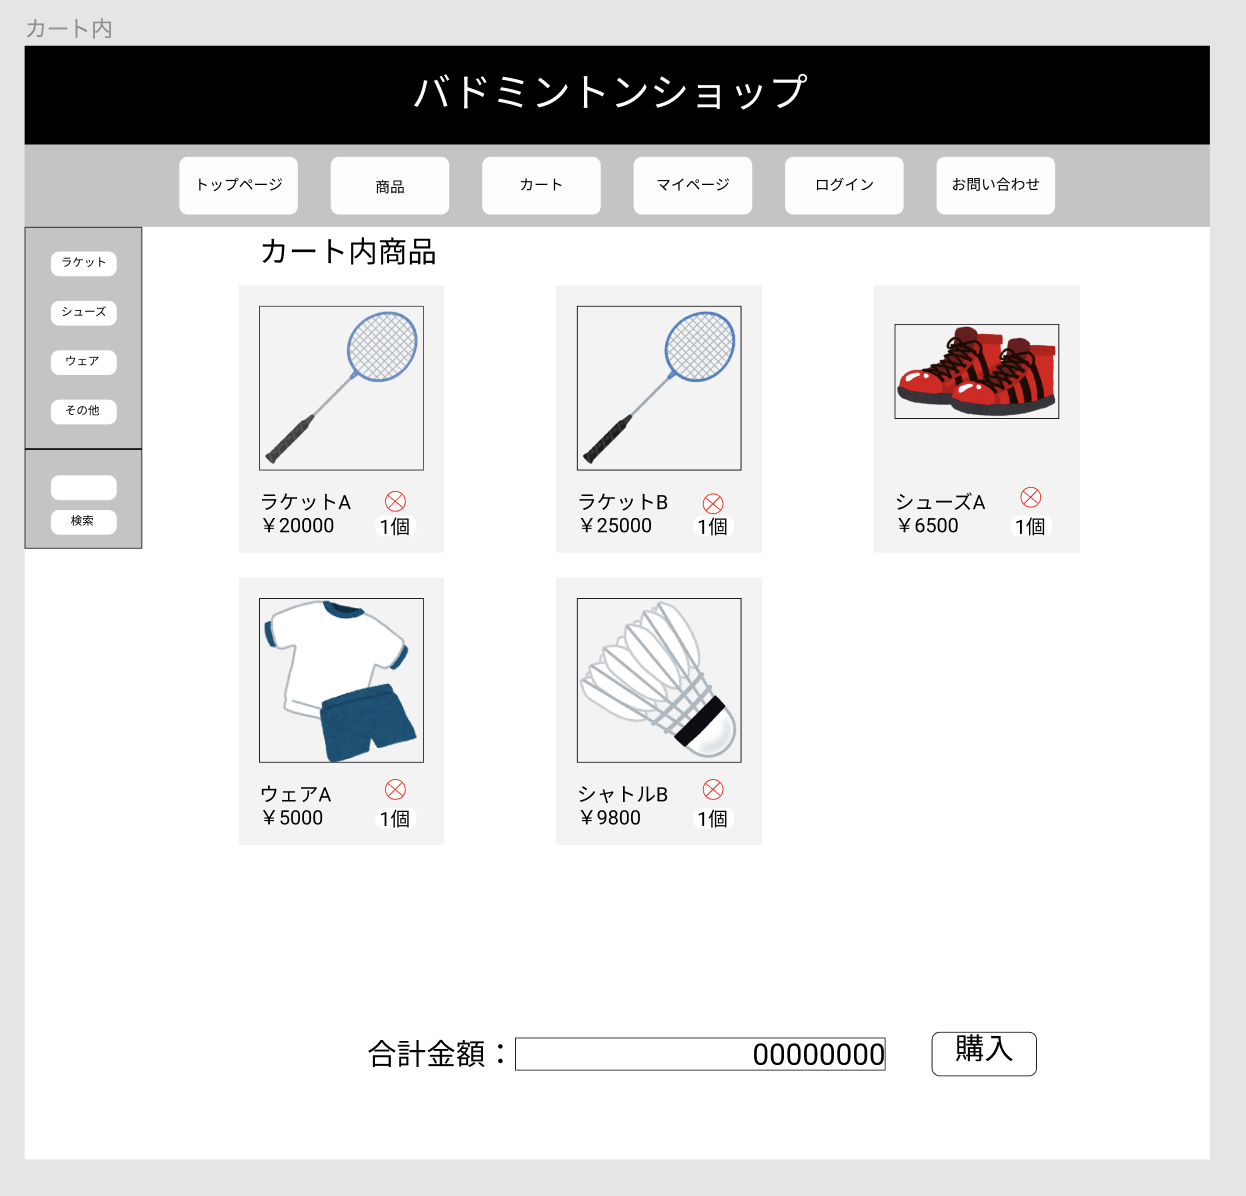 カート内
バドミントンショップ
トップページ
商品
カート
マイページ
ログイン
お問い合わせ
ラケット
シューズ
ウェア
その他
検索
カート内商品
ラケットA
￥20000
1個
ラケットB
￥25000
1個
シューズA
￥6500
1個
ウェアA
￥5000
1個
シャトルB
￥9800
1個
合計金額：
00000000
購入